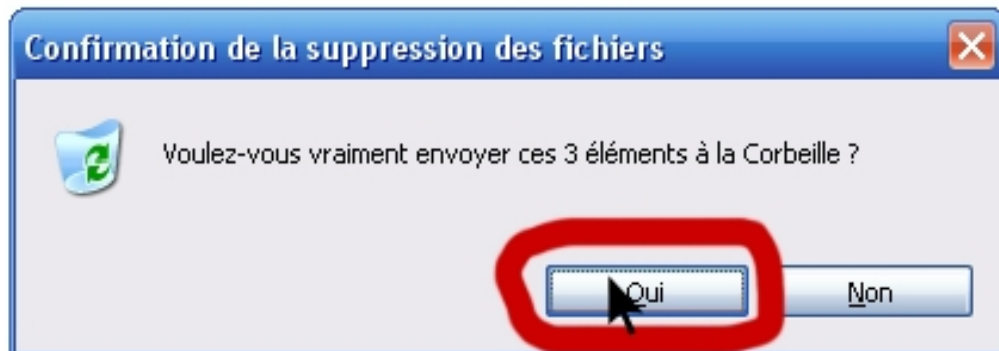 Confirmation de la suppression des fichiers
Voulez-vous vraiment envoyer ces 3 éléments à la Corbeille ?
Oui
Non